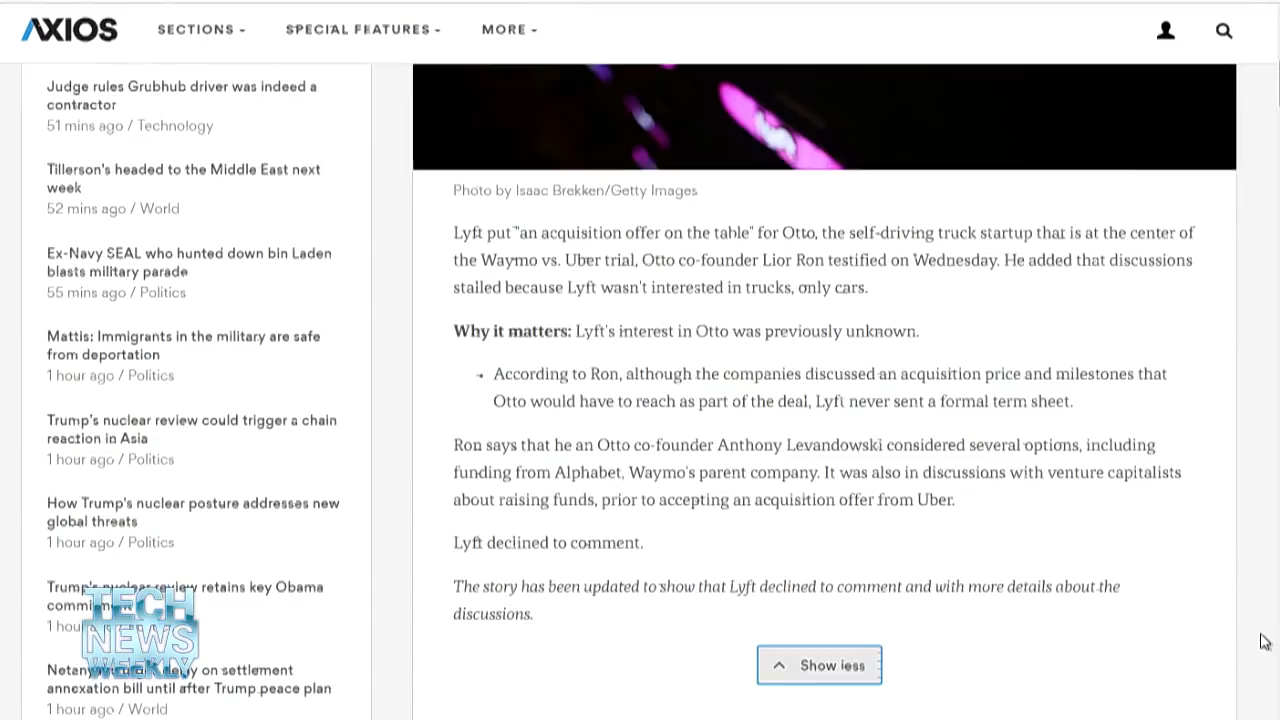 AXIOS SECTIONS SPECIAL FEATURES MORE
Judge rules Grubhub driver was indeed a
contractor
51 mins ago / Technology
Tillerson's headed to the Middle East next
week
52 mins ago / World
Ex-Navy SEAL who hunted down bin Laden
blasts military parade
55 mins ago / Politics
Mattis: Immigrants in the military are safe
from deportation
1 hour ago / Politics
Trump's nuclear review could trigger a chain
reaction in Asia
1 hour ago / Politics
How Trump's nuclear posture addresses new
global threats
1 hour ago / Politics
Trump's nuclear review retains key Obama
1 hour
on settlement
annexation bill until after Trump peace plan
1 hour ago / World
TECH
NEWS
WEEKLY
Photo by Isaac Brekken/Getty Images
Lyft put "an acquisition offer on the table" for Otto, the self-driving truck startup that is at the center of
the Waymo vs. Uber trial, Otto co-founder Lior Ron testified on Wednesday. He added that discussions
stalled because Lyft wasn't interested in trucks, only cars.
Why it matters: Lyft's interest in Otto was previously unknown.
According to Ron, although the companies discussed an acquisition price and milestones that
Otto would have to reach as part of the deal, Lyft never sent a formal term sheet.
Ron says that he an Otto co-founder Anthony Levandowski considered several options, including
funding from Alphabet, Waymo's parent company. It was also in discussions with venture capitalists
about raising funds, prior to accepting an acquisition offer from Uber.
Lyft declined to comment.
The story has been updated to show that Lyft declined to comment and with more details about the
discussions.
Show less